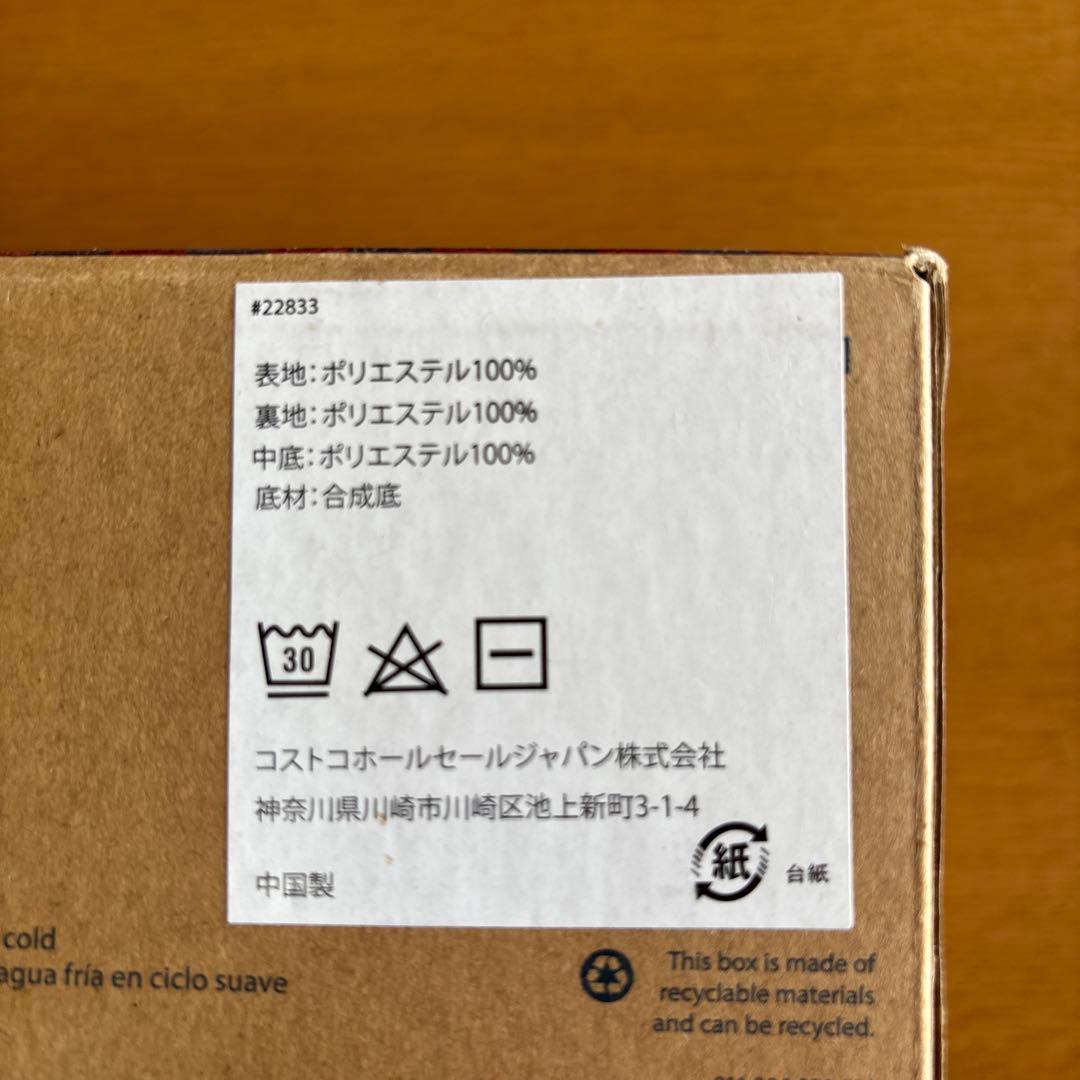 #22833
表地：ポリエステル100%
裏地：ポリエステル100%
中底：ポリエステル100%
底材：合成底
30
コストコホールセールジャパン株式会社
神奈川県川崎市川崎区池上新町3-1-4
紙 台紙
中国製
cold
agua fría en ciclo suave
This box is made of
recyclable materials
and can be recycled.